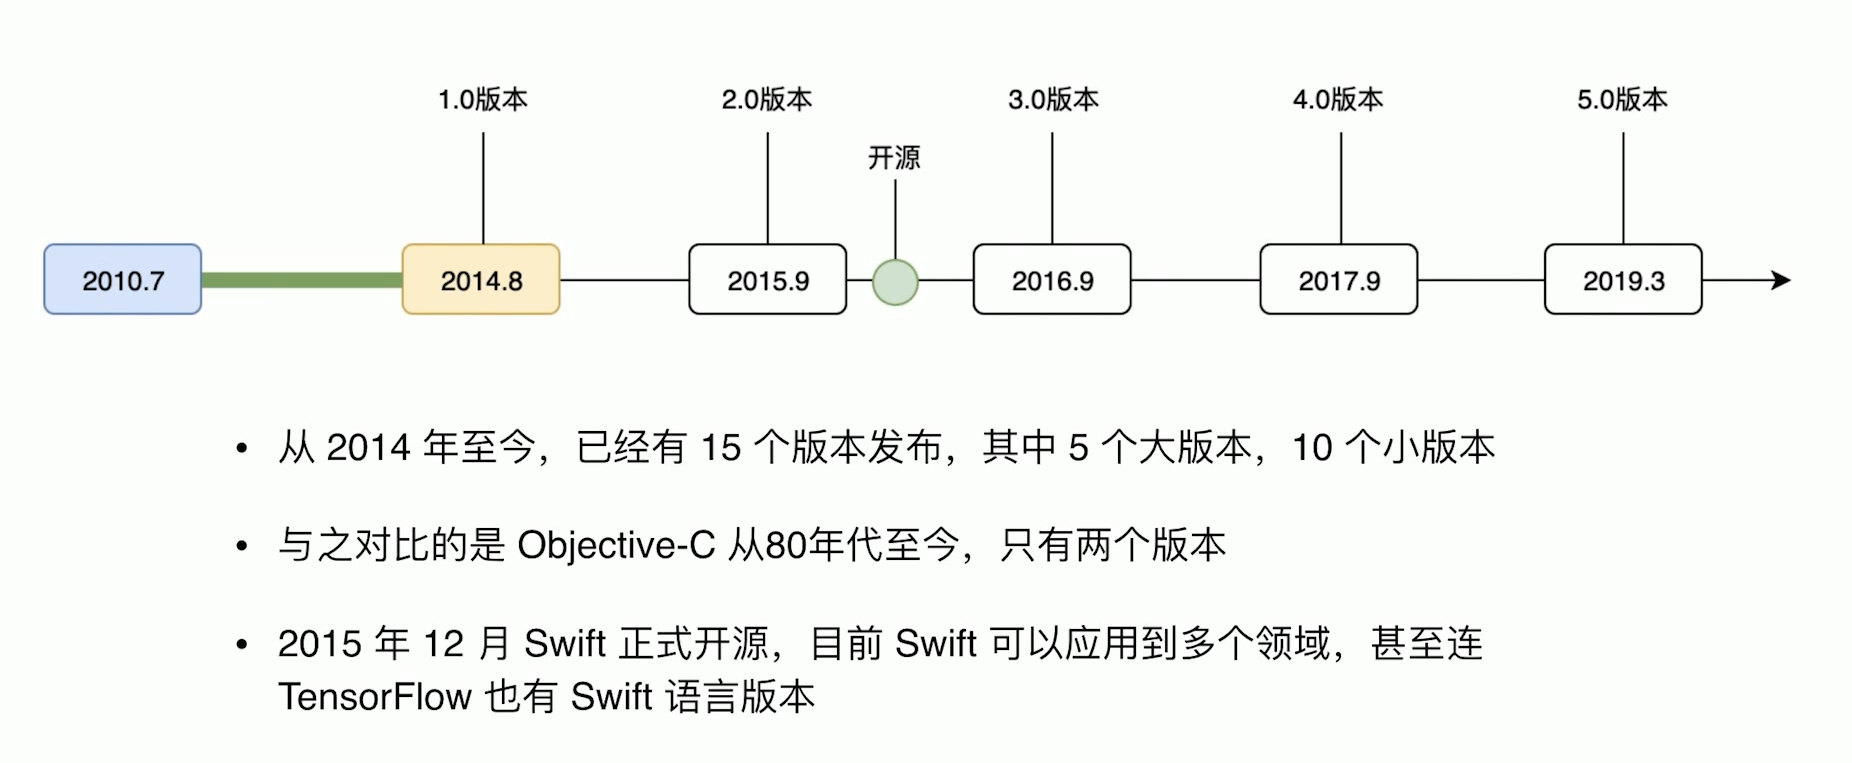 1.0版本
2.0版本
3.0版本
4.0版本
5.0版本
开源
2010.7
2014.8
2015.9
2016.9
2017.9
2019.3
• 从 2014 年至今，已经有 15 个版本发布，其中 5 个大版本，10 个小版本
• 与之对比的是 Objective-C 从80年代至今，只有两个版本
• 2015 年 12 月 Swift 正式开源，目前 Swift 可以应用到多个领域，甚至连
TensorFlow 也有 Swift 语言版本